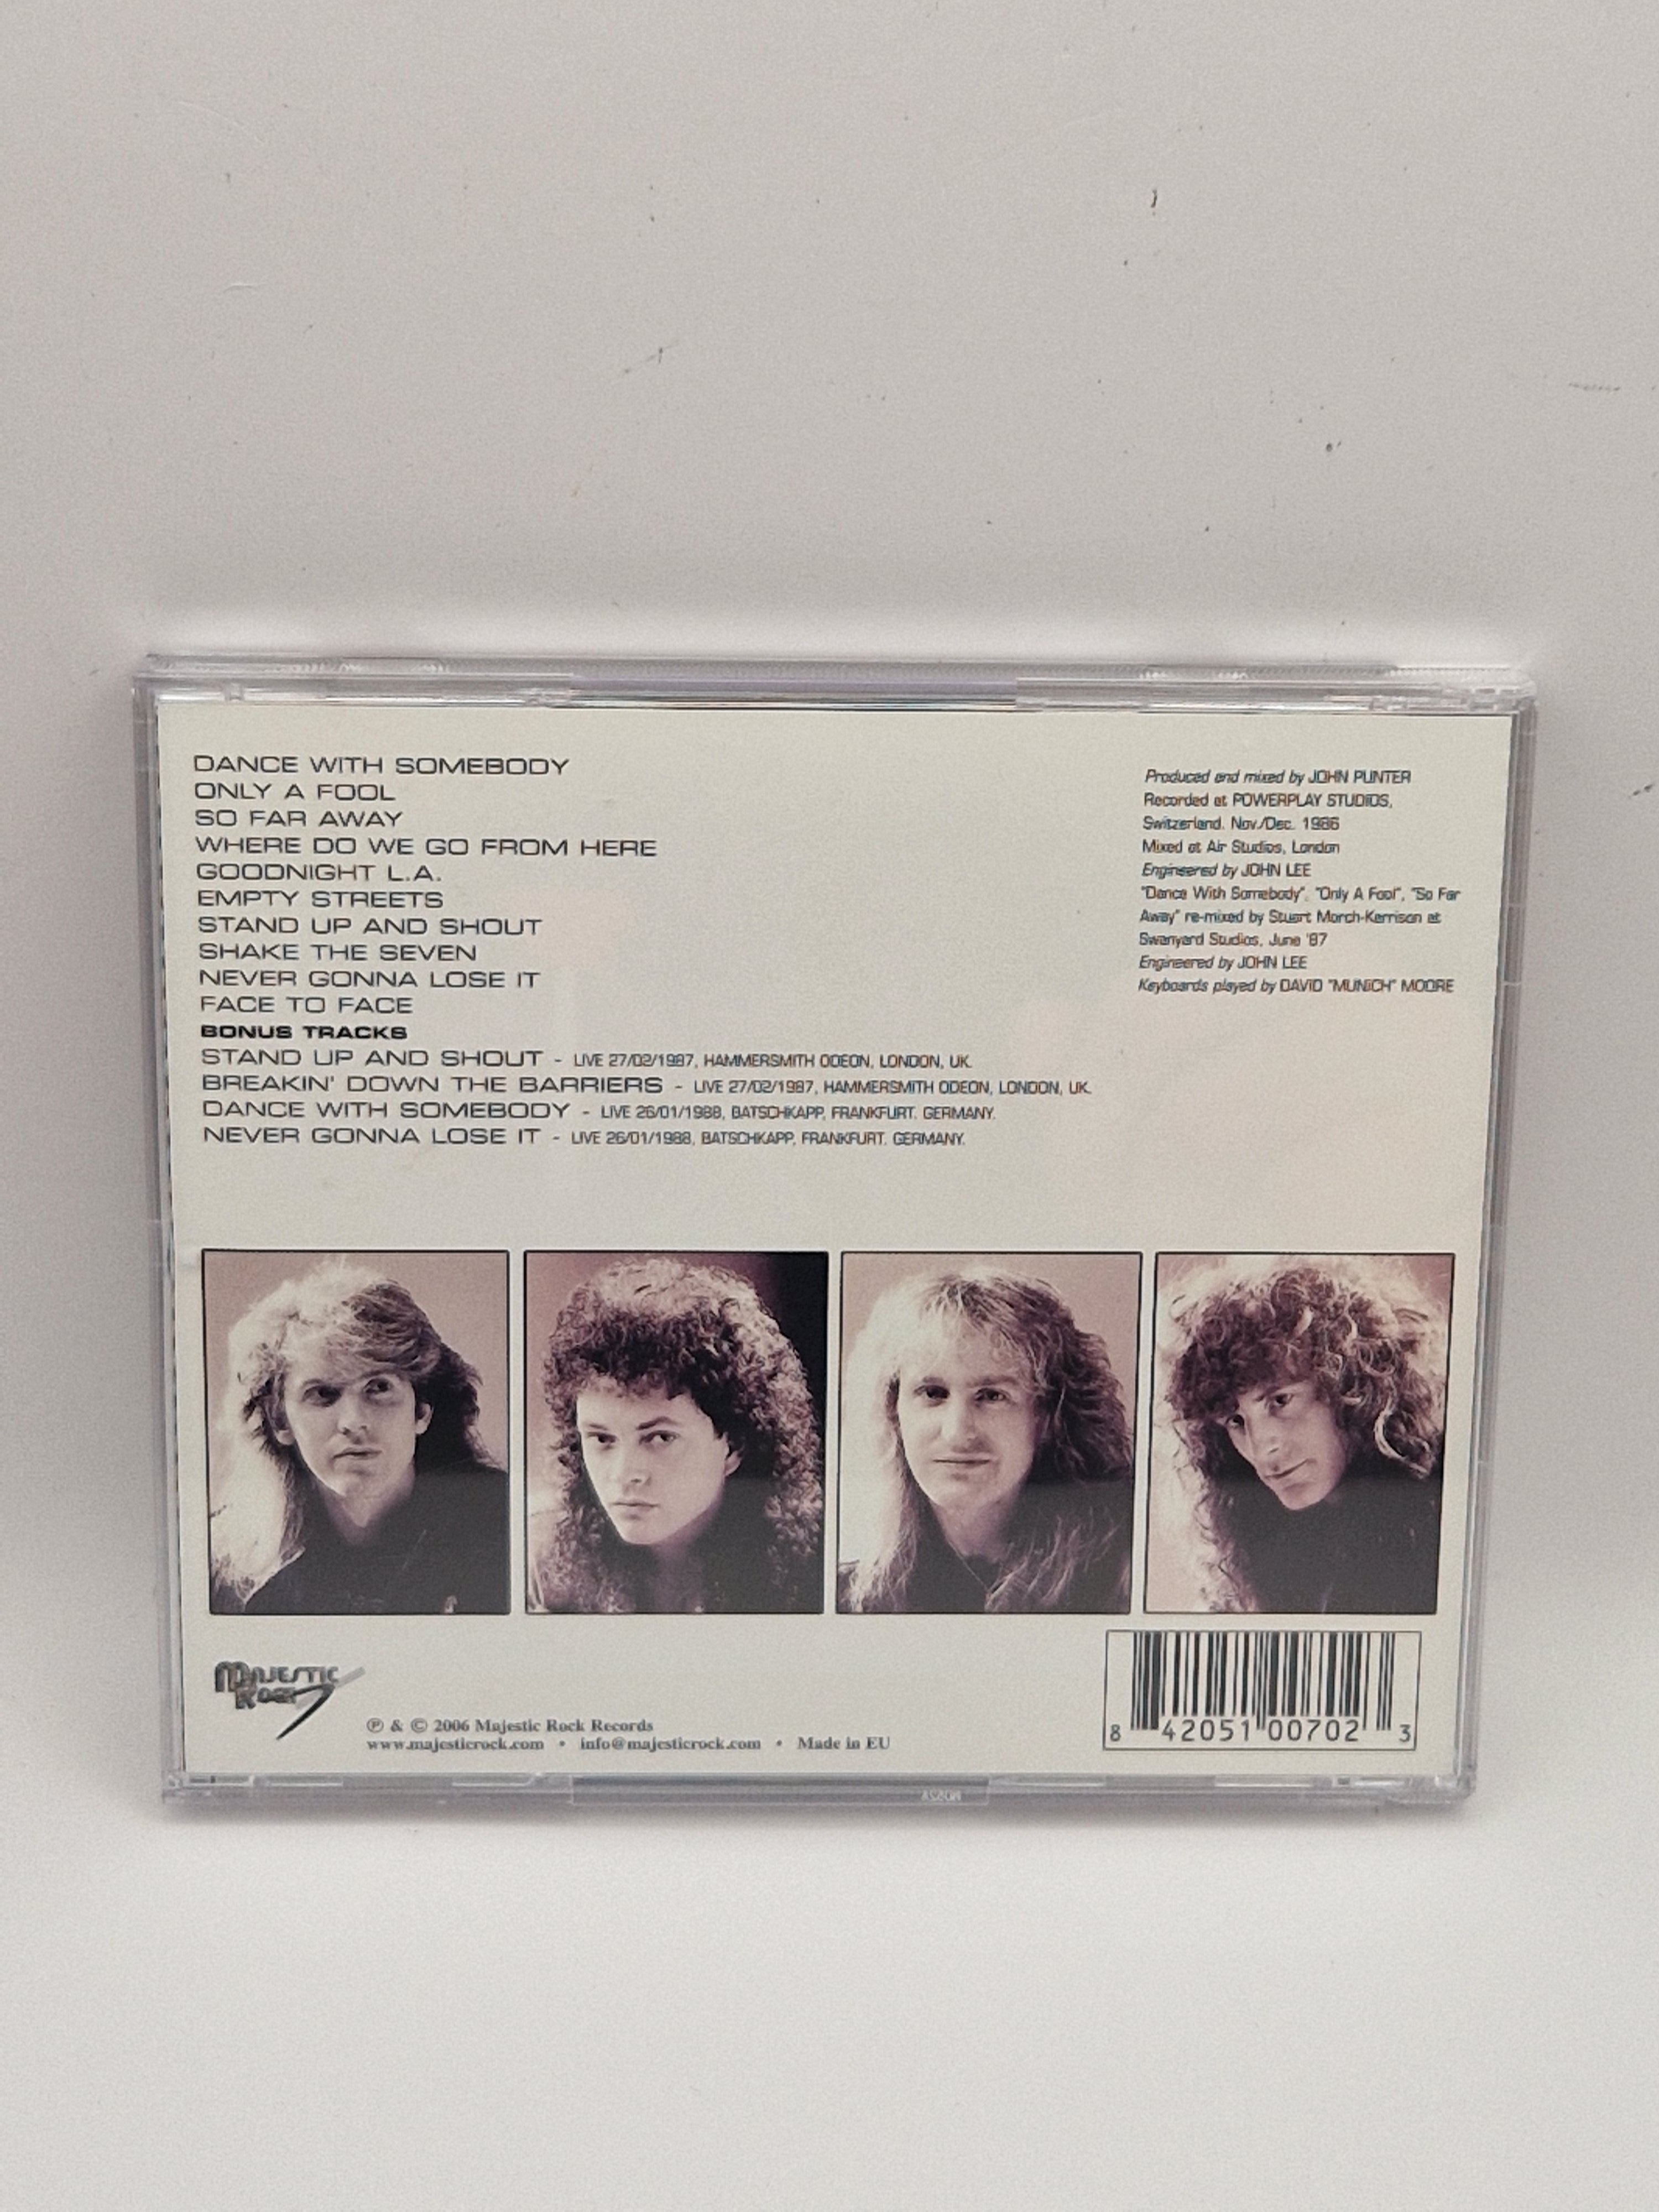 DANCE WITH SOMEBODY
ONLY A FOOL
SO FAR AWAY
WHERE DO WE GO FROM HERE
GOODNIGHT L.A.
EMPTY STREETS
STAND UP AND SHOUT
SHAKE THE SEVEN
NEVER GONNA LOSE IT
FACE TO FACE
BONUS TRACKS
STAND UP AND SHOUT - LIVE 27/02/1987, HAMMERSMITH ODEON, LONDON, UK.
BREAKIN' DOWN THE BARRIERS - LIVE 27/02/1987, HAMMERSMITH ODEON, LONDON, UK.
DANCE WITH SOMEBODY - LIVE 26/01/1988, BATSCHKAPP, FRANKFURT. GERMANY.
NEVER GONNA LOSE IT - LIVE 26/01/1988, BATSCHKAPP, FRANKFURT. GERMANY.
Produced and mixed by JOHN PUNTER
Recorded at POWERPLAY STUDIOS,
Switzerland. Nov./Dec. 1986
Mixed at Air Studios, London
Engineered by JOHN LEE
"Dance With Somebody", "Only A Fool", "So Far
Away" re-mixed by Stuart Morch-Kerrison at
Swanyard Studios, June '87
Engineered by JOHN LEE
Keyboards played by DAVID "MUNICH" MOORE
MAJESTIC
ROCK
℗ & © 2006 Majestic Rock Records
www.majesticrock.com • info@majesticrock.com • Made in EU
8 42051 00702 3